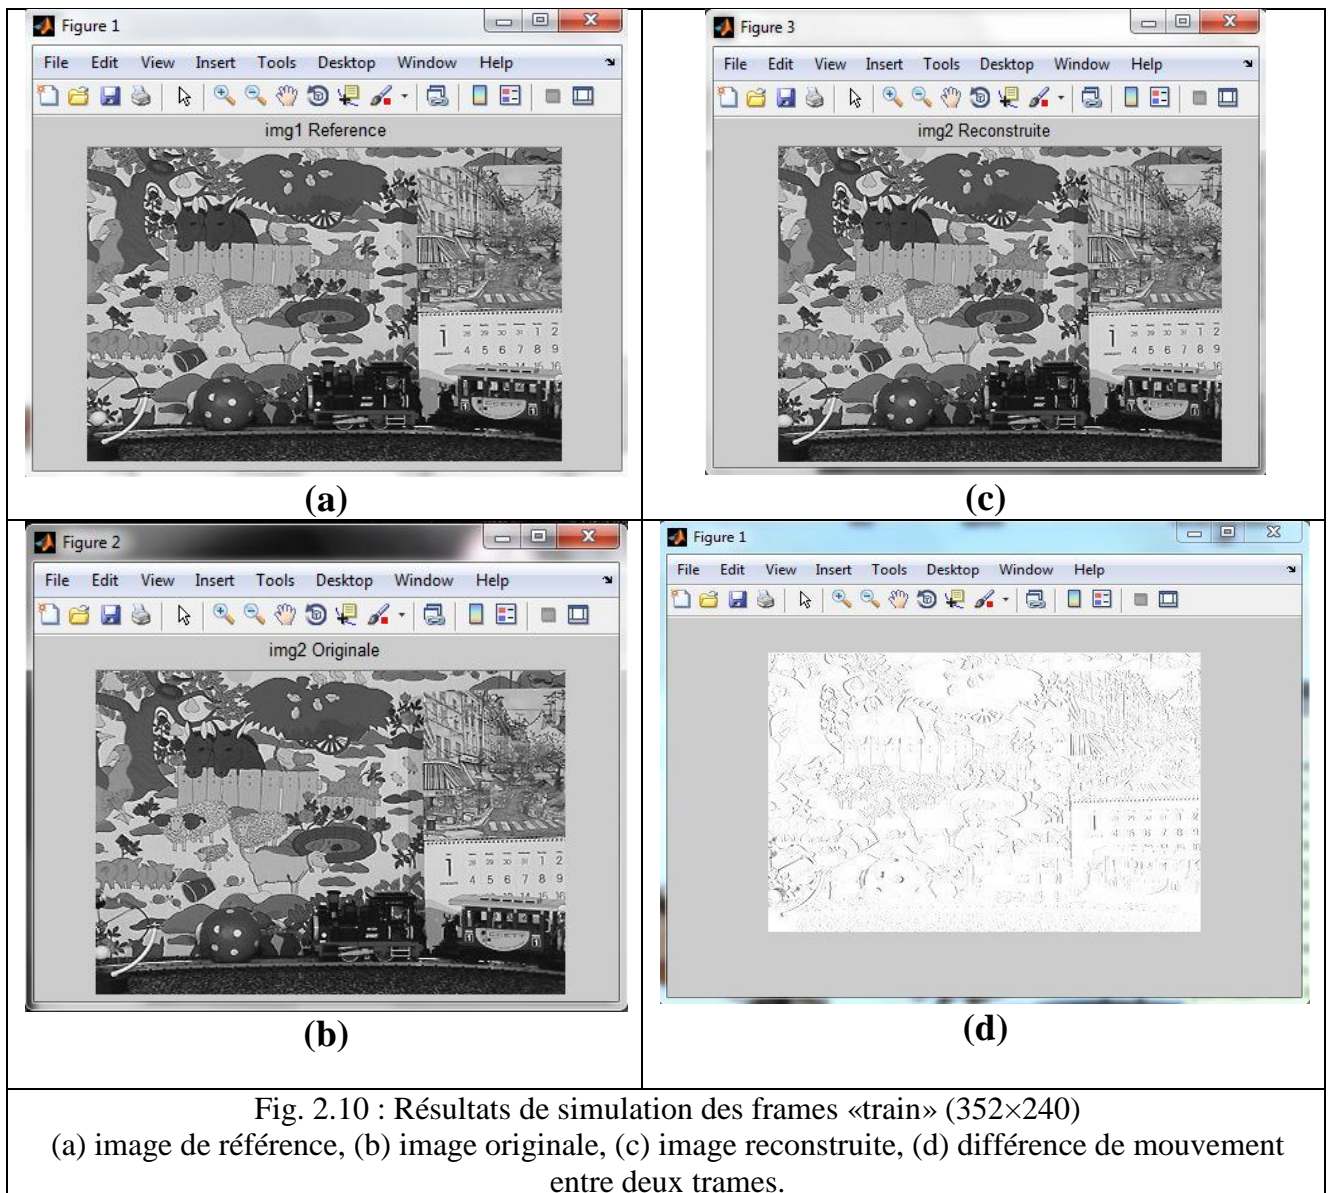 Figure 1
File Edit View Insert Tools Desktop Window Help
img1 Reference
(a)
Figure 3
File Edit View Insert Tools Desktop Window Help
img2 Reconstruite
(c)
Figure 2
File Edit View Insert Tools Desktop Window Help
img2 Originale
(b)
Figure 1
File Edit View Insert Tools Desktop Window Help
(d)
Fig. 2.10 : Résultats de simulation des frames «train» (352×240)
(a) image de référence, (b) image originale, (c) image reconstruite, (d) différence de mouvement
entre deux trames.